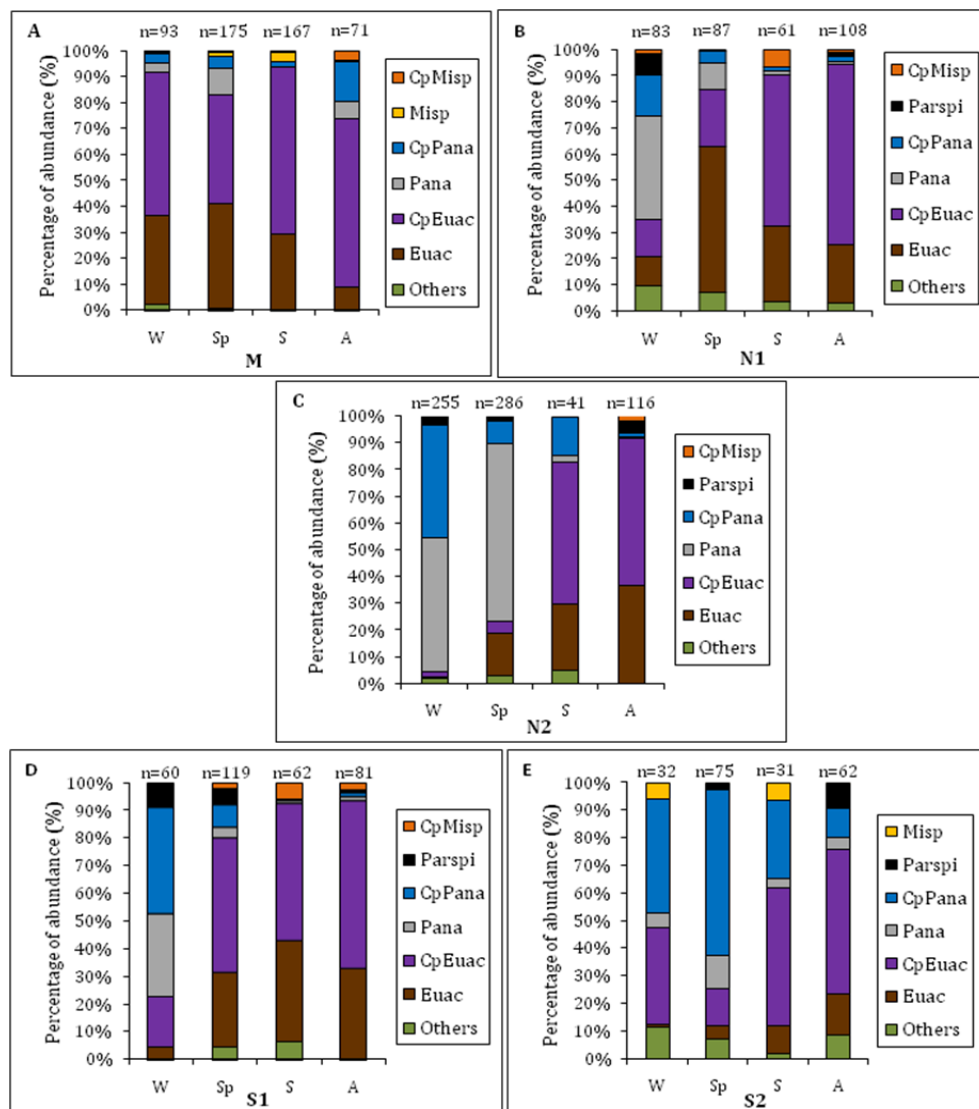 A
n=93 n=175 n=167 n=71
Percentage of abundance (%)
100%
90%
80%
70%
60%
50%
40%
30%
20%
10%
0%
W Sp S A
M
CpMisp
Misp
CpPana
Pana
CpEuac
Euac
Others
B
n=83 n=87 n=61 n=108
Percentage of abundance (%)
100%
90%
80%
70%
60%
50%
40%
30%
20%
10%
0%
W Sp S A
N1
CpMisp
Parspi
CpPana
Pana
CpEuac
Euac
Others
C
n=255 n=286 n=41 n=116
Percentage of abundance (%)
100%
90%
80%
70%
60%
50%
40%
30%
20%
10%
0%
W Sp S A
N2
CpMisp
Parspi
CpPana
Pana
CpEuac
Euac
Others
D
n=60 n=119 n=62 n=81
Percentage of abundance (%)
100%
90%
80%
70%
60%
50%
40%
30%
20%
10%
0%
W Sp S A
S1
CpMisp
Parspi
CpPana
Pana
CpEuac
Euac
Others
E
n=32 n=75 n=31 n=62
Percentage of abundance (%)
100%
90%
80%
70%
60%
50%
40%
30%
20%
10%
0%
W Sp S A
S2
Misp
Parspi
CpPana
Pana
CpEuac
Euac
Others